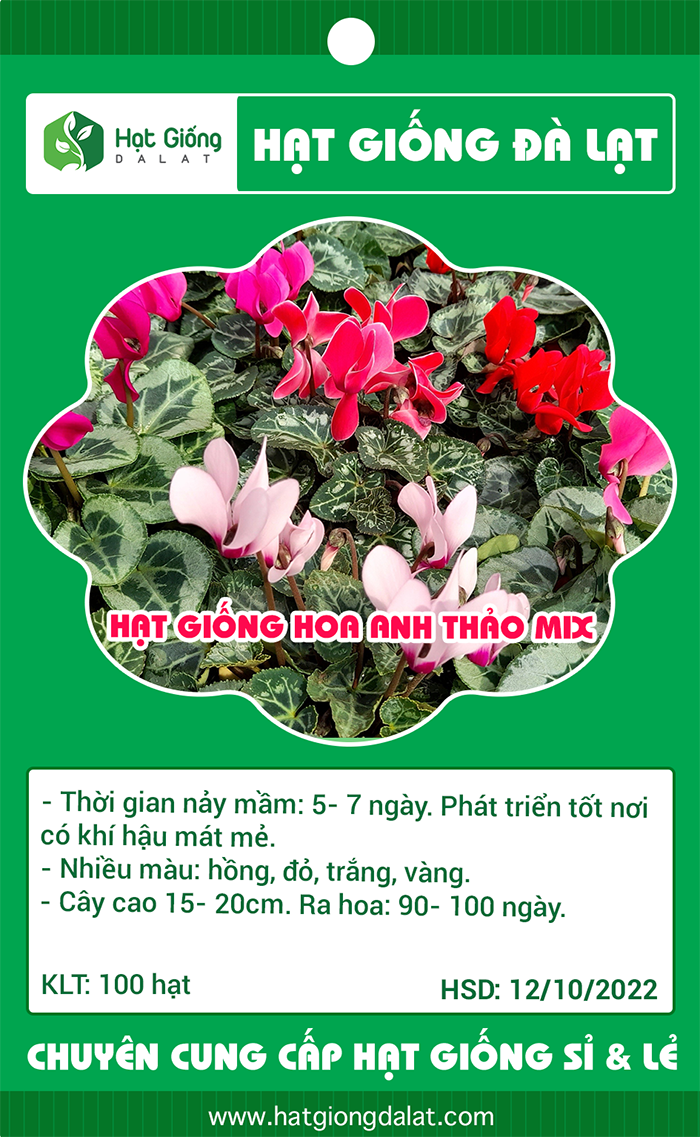 Hạt Giống
DALAT
HẠT GIỐNG ĐÀ LẠT
HẠT GIỐNG HOA ANH THẢO MIX
- Thời gian nảy mầm: 5- 7 ngày. Phát triển tốt nơi
có khí hậu mát mẻ.
- Nhiều màu: hồng, đỏ, trắng, vàng.
- Cây cao 15- 20cm. Ra hoa: 90- 100 ngày.
KLT: 100 hạt
HSD: 12/10/2022
CHUYÊN CUNG CẤP HẠT GIỐNG SỈ & LẺ
www.hatgiongdalat.com